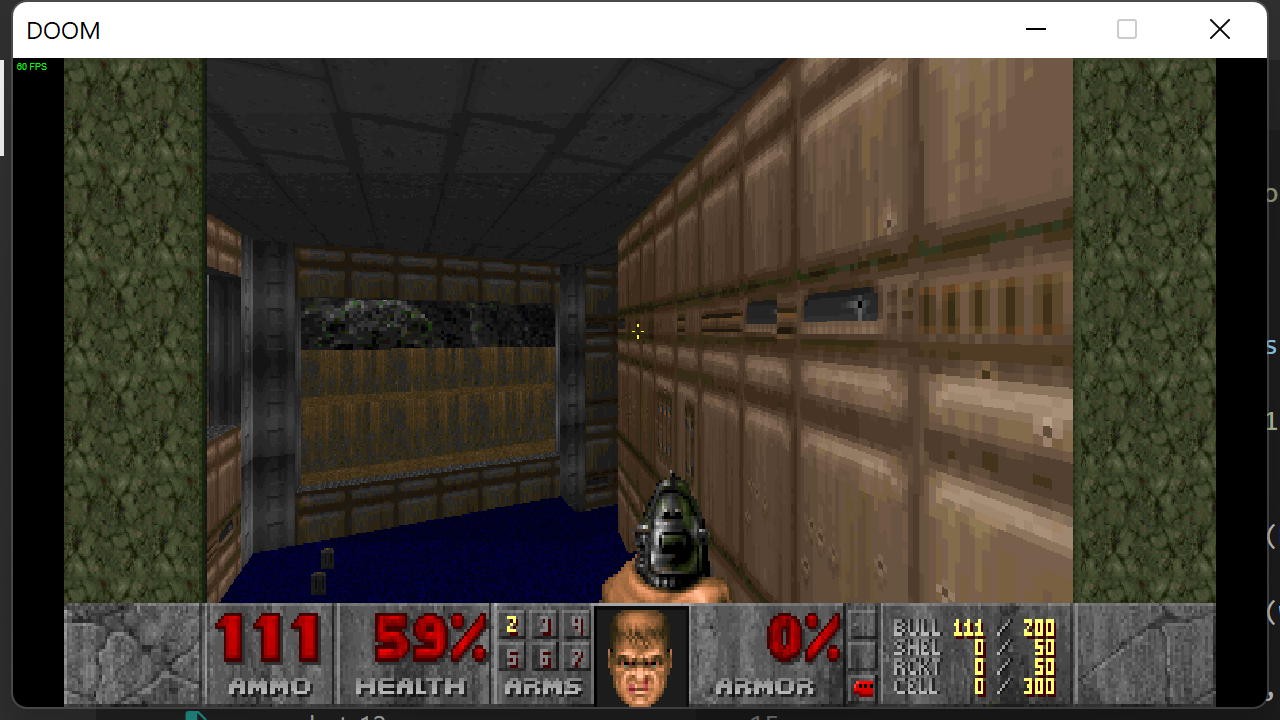 DOOM
60 FPS
111 59% 2 3 4 0% BULL 111 / 200
SHEL 0 / 50
5 6 7 RCKT 0 / 50
AMMO HEALTH ARMS ARMOR CELL 0 / 300